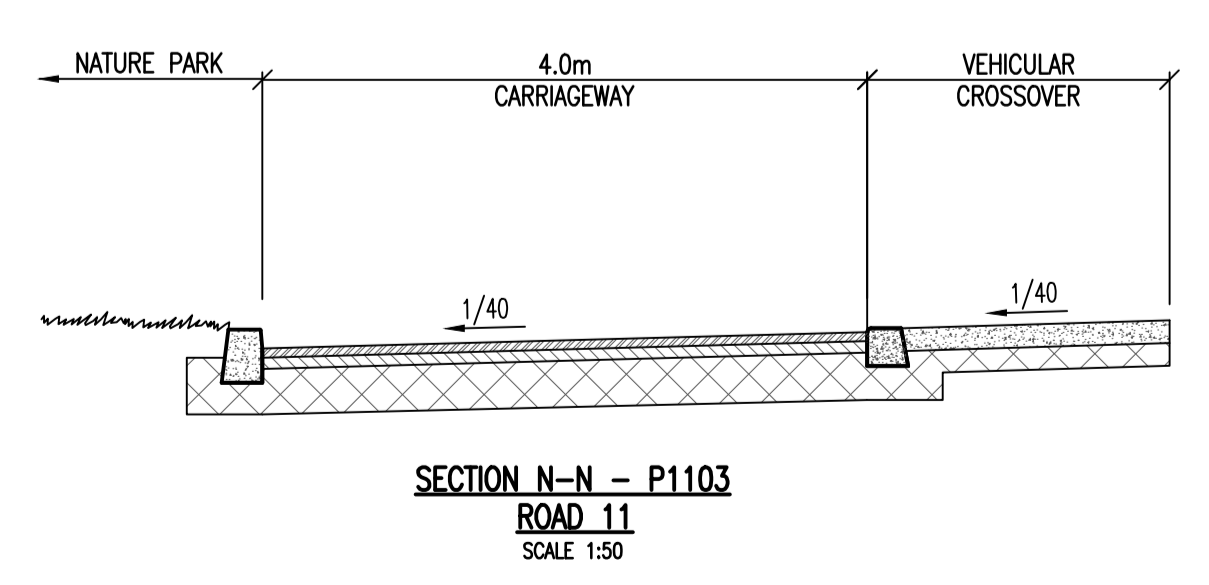 NATURE PARK
4.0m
CARRIAGEWAY
VEHICULAR
CROSSOVER
1/40
1/40
SECTION N-N - P1103
ROAD 11
SCALE 1:50